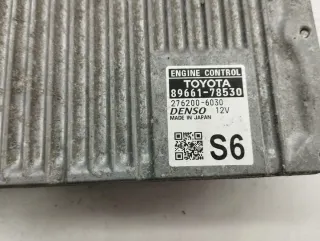 ENGINE CONTROL
TOYOTA
89661-78530
276200-6030
DENSO 12V
MADE IN JAPAN
S6